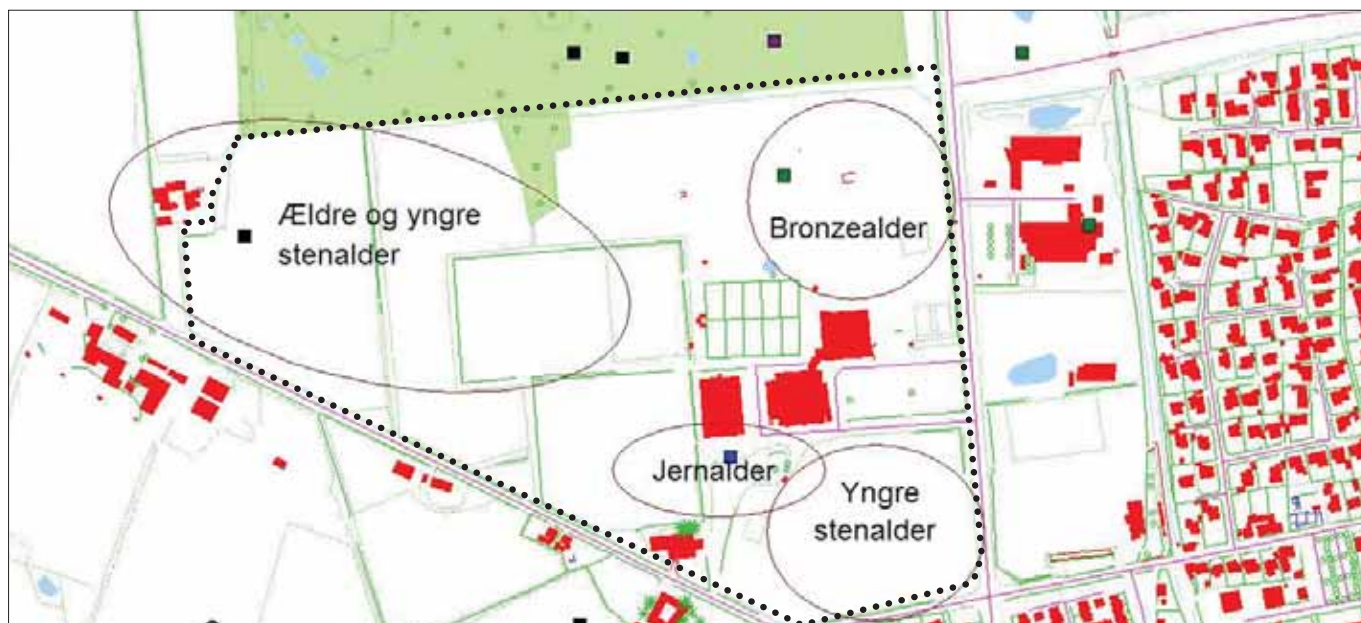 Ældre og yngre
stenalder
Bronzealder
Jernalder
Yngre
stenalder